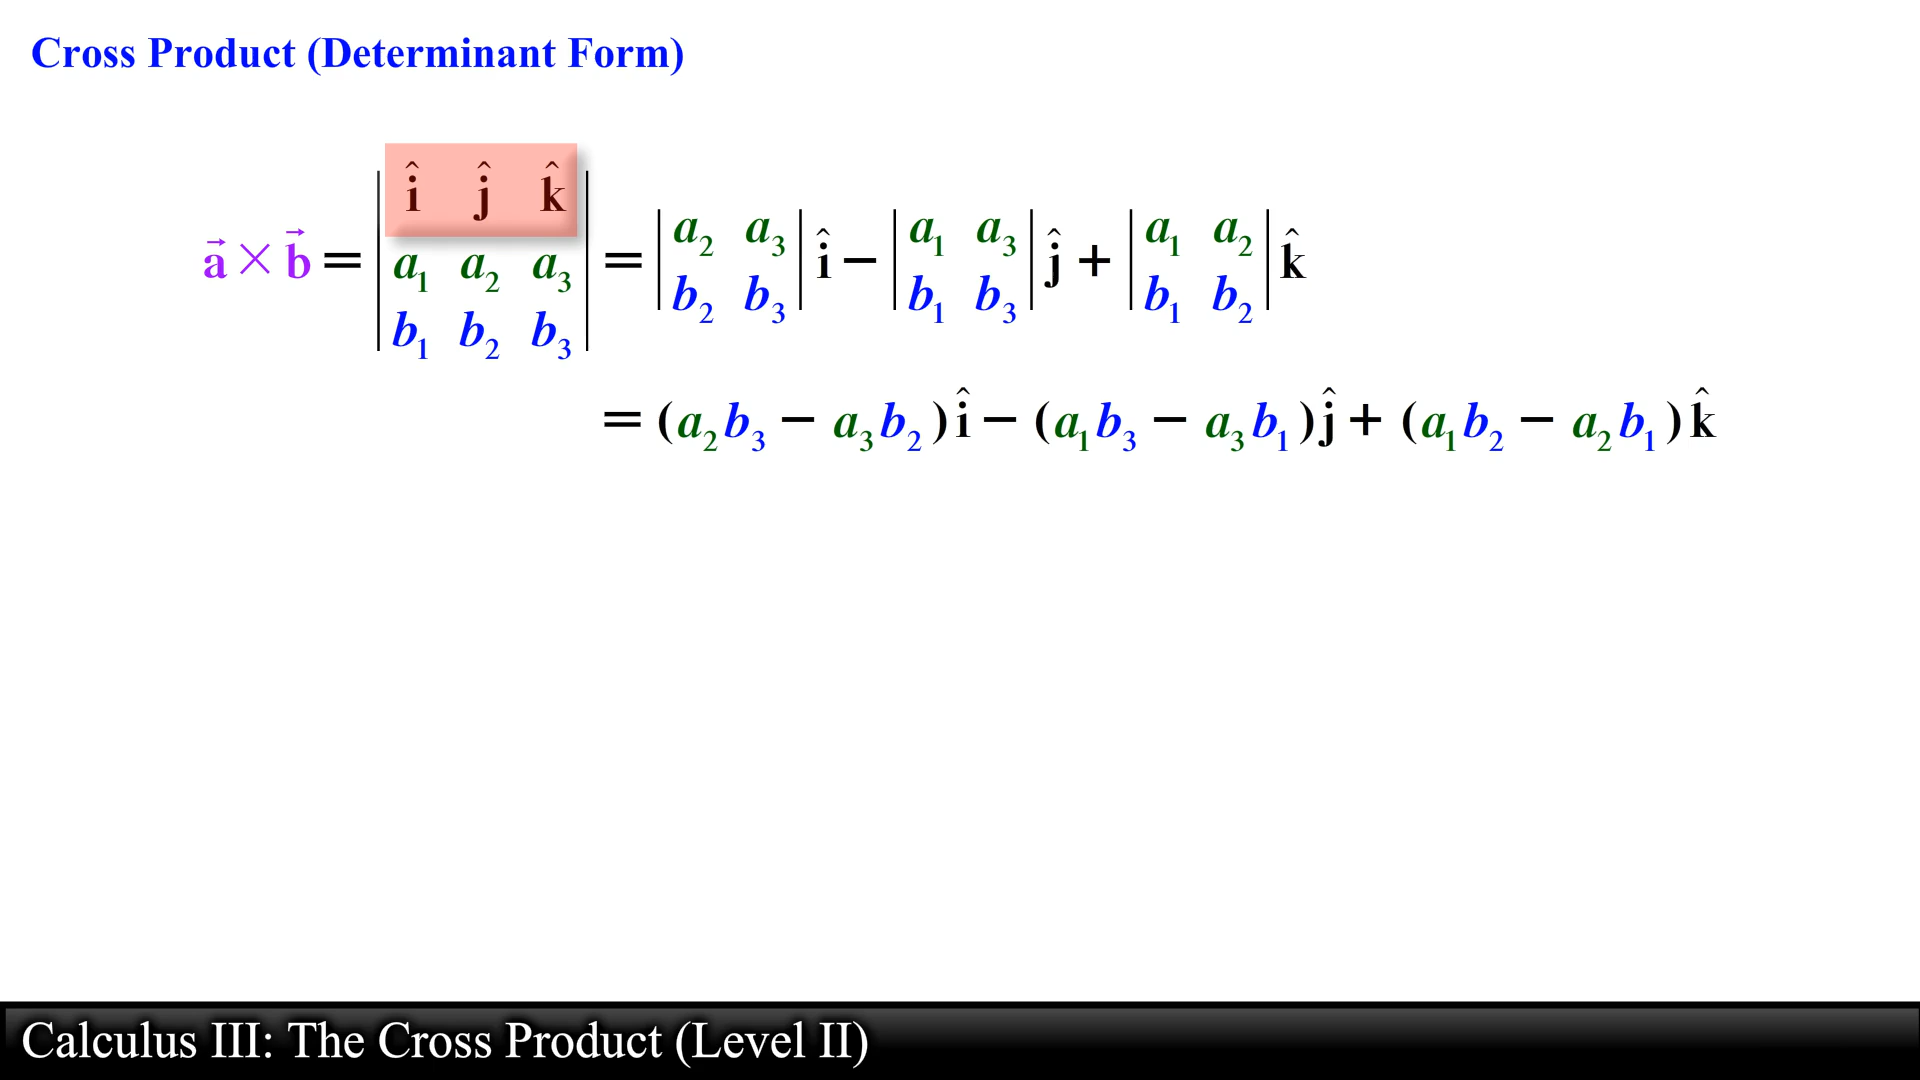 Cross Product (Determinant Form)
î ĵ k̂
a⃗ × b⃗ = | a₁ a₂ a₃ | = | a₂ a₃ | î − | a₁ a₃ | ĵ + | a₁ a₂ | k̂
b₁ b₂ b₃ b₂ b₃ b₁ b₃ b₁ b₂
= (a₂b₃ − a₃b₂) î − (a₁b₃ − a₃b₁) ĵ + (a₁b₂ − a₂b₁) k̂
Calculus III: The Cross Product (Level II)